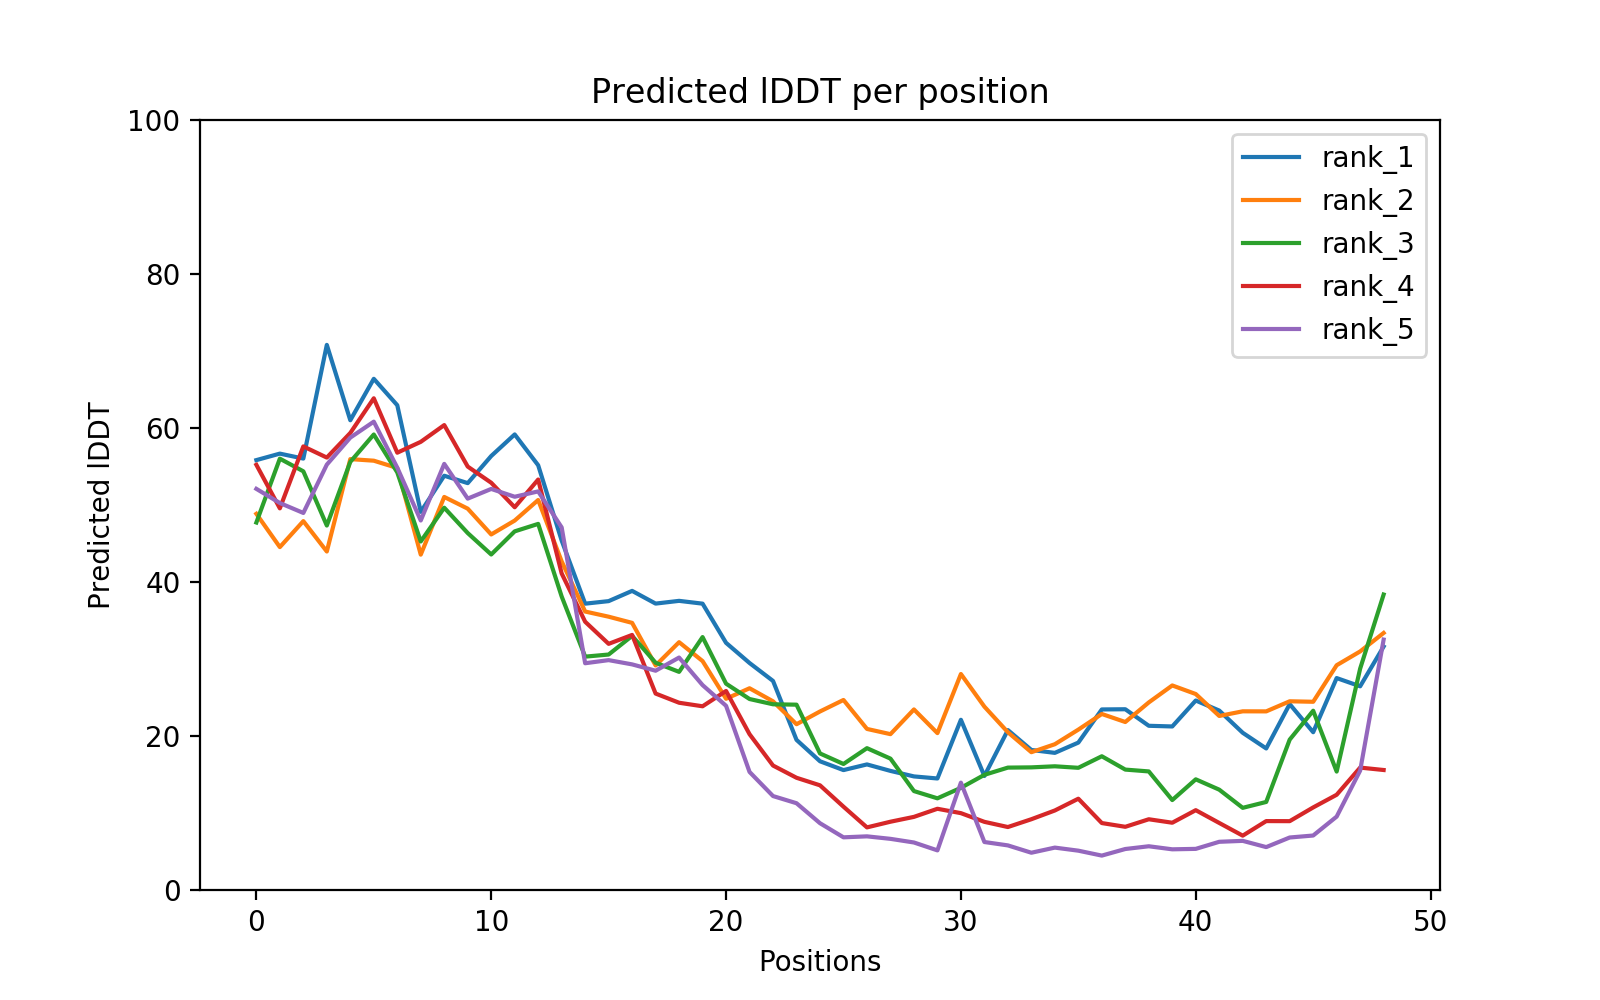 Predicted lDDT per position
100
80
60
40
20
0
Predicted lDDT
rank_1
rank_2
rank_3
rank_4
rank_5
0 10 20 30 40 50
Positions